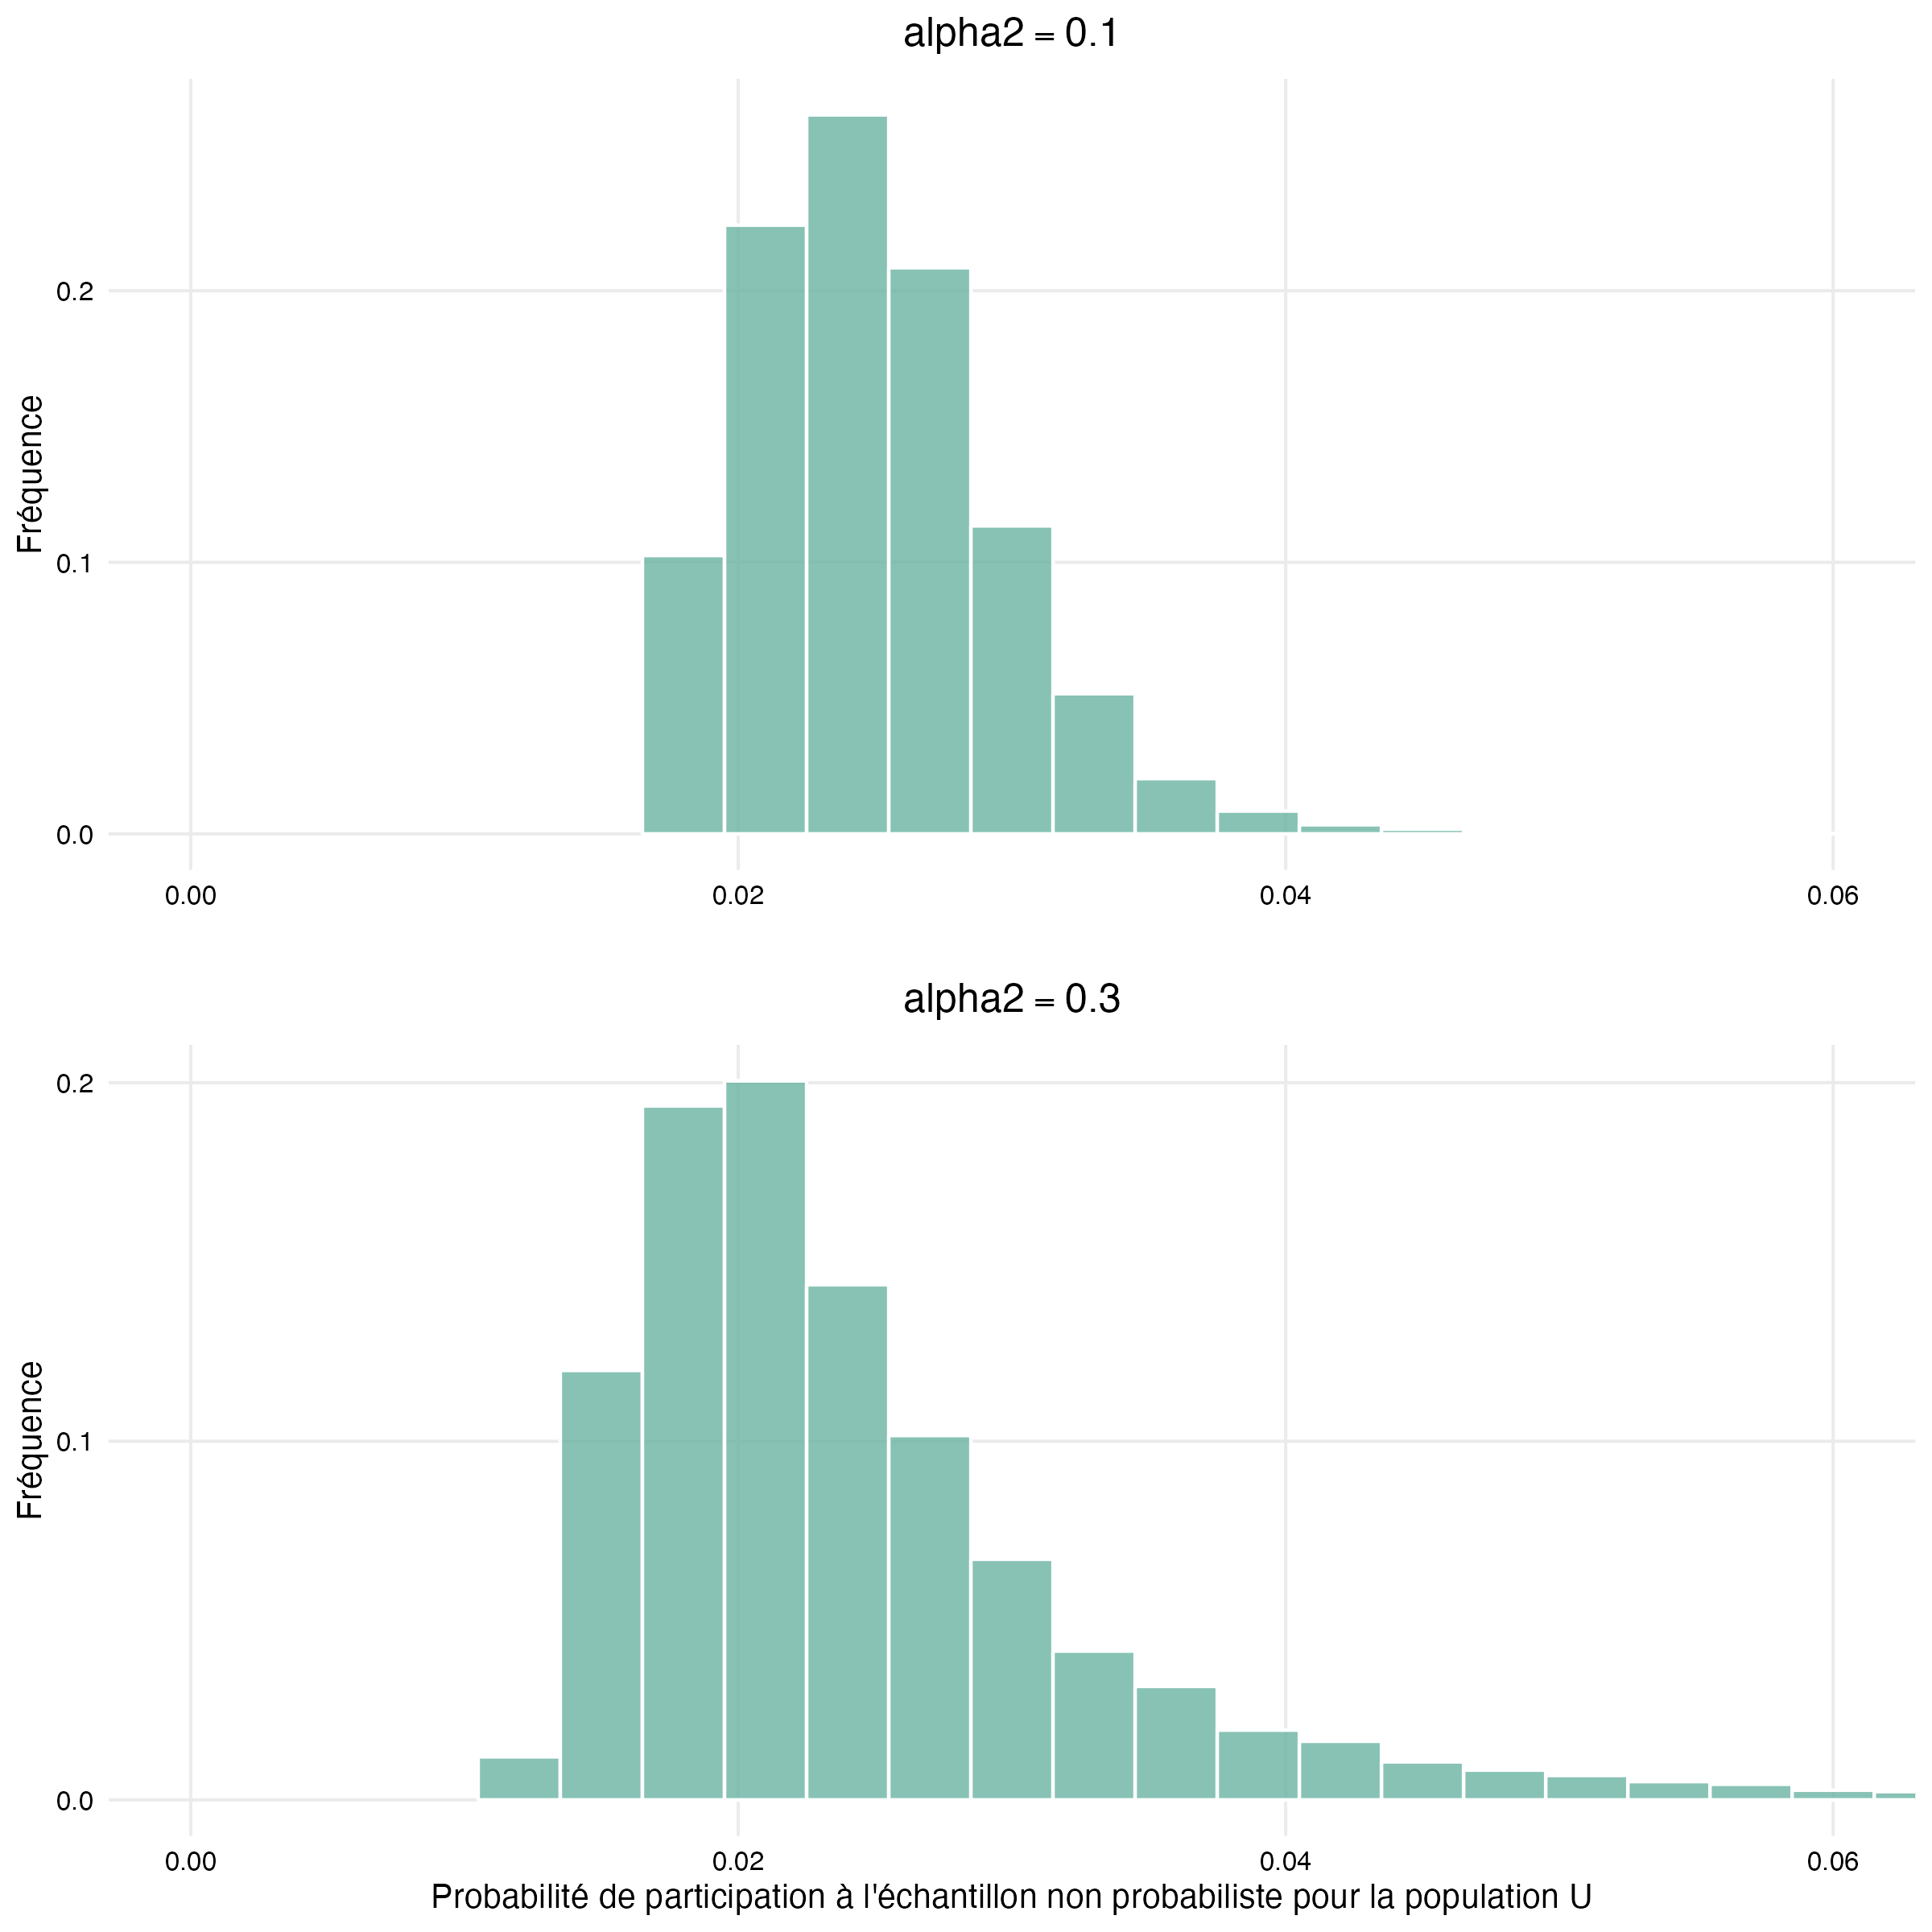 alpha2 = 0.1
Fréquence
0.2
0.1
0.0
0.00 0.02 0.04 0.06
alpha2 = 0.3
Fréquence
0.2
0.1
0.0
0.00 0.02 0.04 0.06
Probabilité de participation à l'échantillon non probabiliste pour la population U